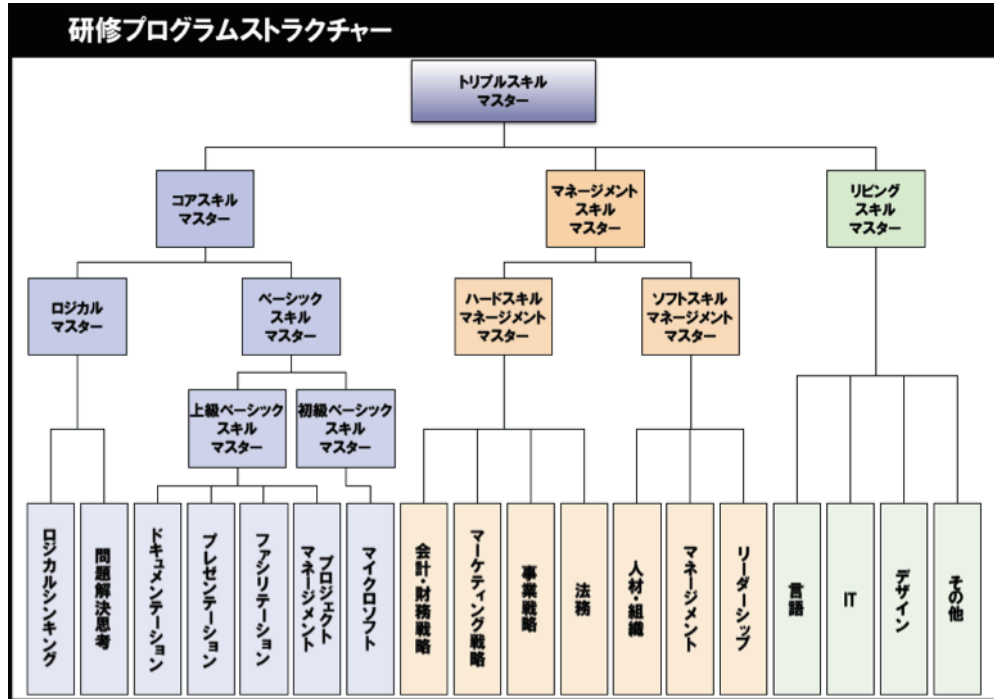 研修プログラムストラクチャー
トリプルスキル
マスター
コアスキル
マスター
マネージメント
スキル
マスター
リビング
スキル
マスター
ロジカル
マスター
ベーシック
スキル
マスター
ハードスキル
マネージメント
マスター
ソフトスキル
マネージメント
マスター
上級ベーシック
スキル
マスター
初級ベーシック
スキル
マスター
ロジカルシンキング
問題解決思考
ドキュメンテーション
プレゼンテーション
ファシリテーション
プロジェクト
マネージメント
マイクロソフト
会計・財務戦略
マーケティング戦略
事業戦略
法務
人材・組織
マネージメント
リーダーシップ
言語
IT
デザイン
その他